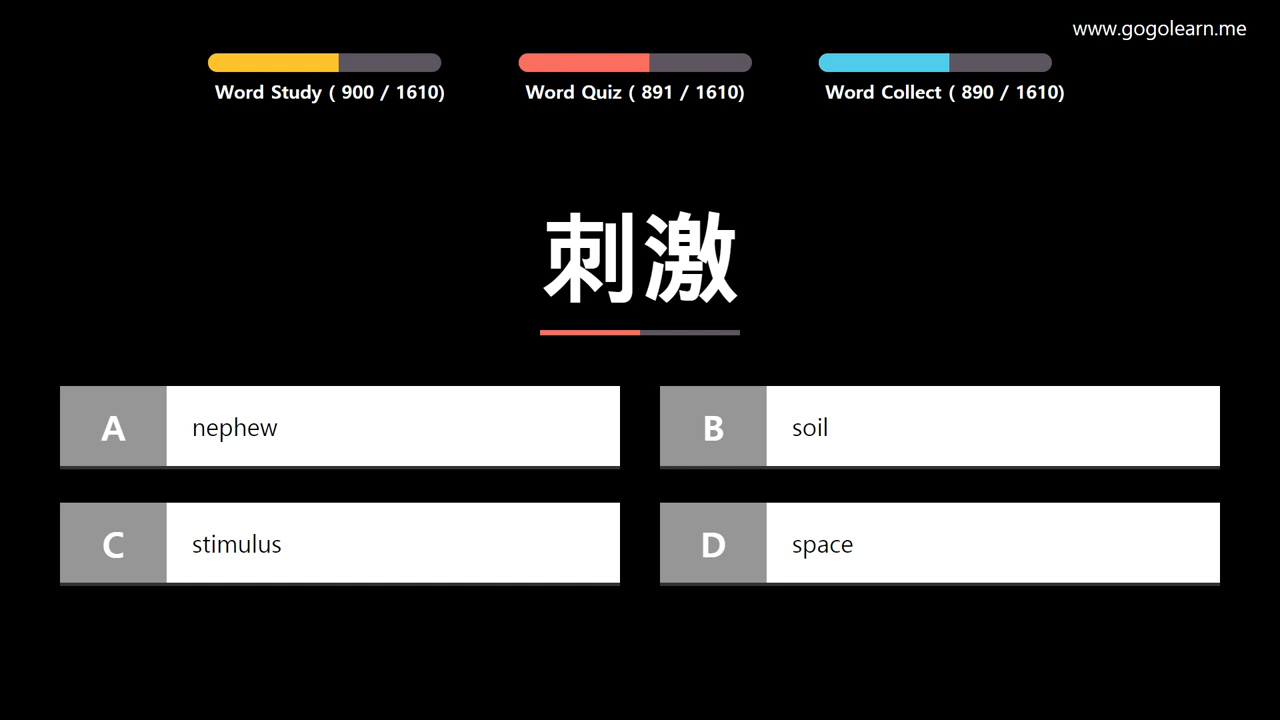 www.gogolearn.me
Word Study ( 900 / 1610)
Word Quiz ( 891 / 1610)
Word Collect ( 890 / 1610)
刺激
A nephew
B soil
C stimulus
D space